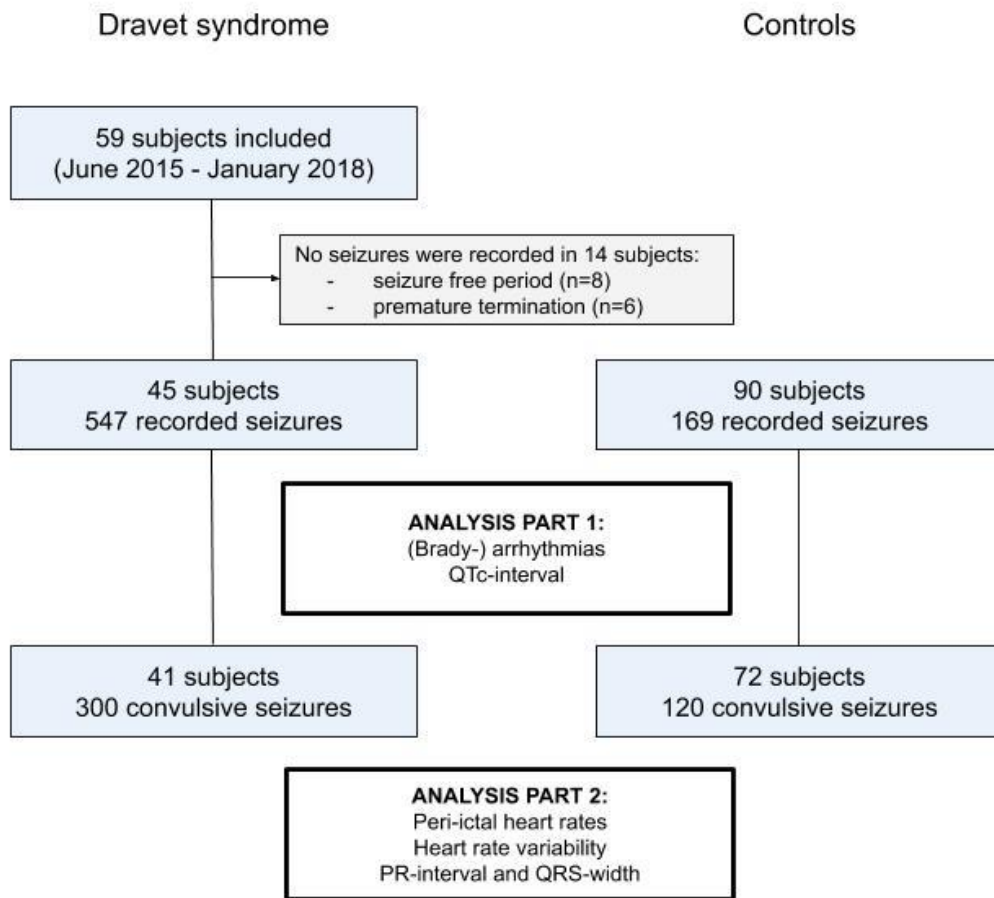 Dravet syndrome
Controls
59 subjects included
(June 2015 - January 2018)
No seizures were recorded in 14 subjects:
- seizure free period (n=8)
- premature termination (n=6)
45 subjects
547 recorded seizures
90 subjects
169 recorded seizures
ANALYSIS PART 1:
(Brady-) arrhythmias
QTc-interval
41 subjects
300 convulsive seizures
72 subjects
120 convulsive seizures
ANALYSIS PART 2:
Peri-ictal heart rates
Heart rate variability
PR-interval and QRS-width